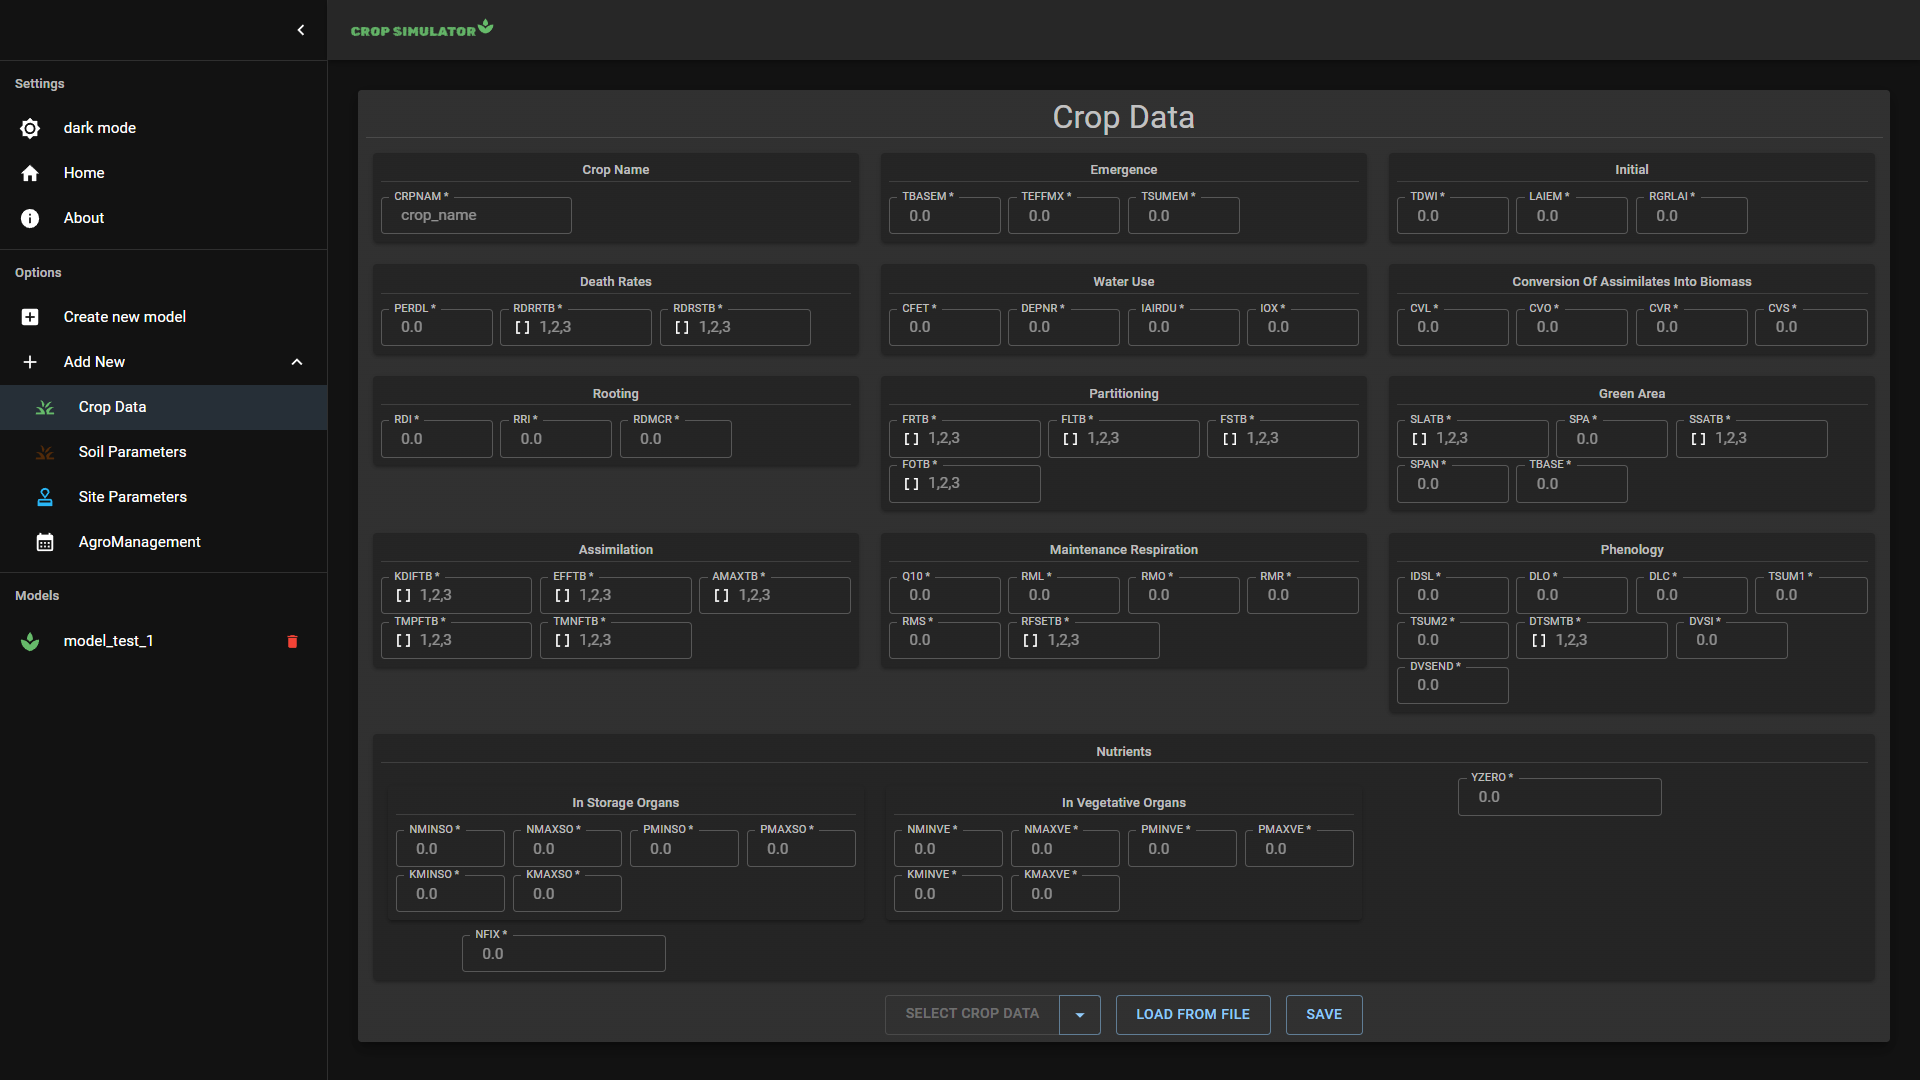 CROP SIMULATOR
Settings
dark mode
Home
About
Options
Create new model
Add New
Crop Data
Soil Parameters
Site Parameters
AgroManagement
Models
model_test_1
Crop Data
Crop Name
CRPNAM *
crop_name
Emergence
TBASEM * TEFFMX * TSUMEM *
0.0 0.0 0.0
Initial
TDWI * LAIEM * RGRLAI *
0.0 0.0 0.0
Death Rates
PERDL * RDRRTB * RDRSTB *
0.0 [ ] 1,2,3 [ ] 1,2,3
Water Use
CFET * DEPNR * IAIRDU * IOX *
0.0 0.0 0.0 0.0
Conversion Of Assimilates Into Biomass
CVL * CVO * CVR * CVS *
0.0 0.0 0.0 0.0
Rooting
RDI * RRI * RDMCR *
0.0 0.0 0.0
Partitioning
FRTB * FLTB * FSTB *
[ ] 1,2,3 [ ] 1,2,3 [ ] 1,2,3
FOTB *
[ ] 1,2,3
Green Area
SLATB * SPA * SSATB *
[ ] 1,2,3 0.0 [ ] 1,2,3
SPAN * TBASE *
0.0 0.0
Assimilation
KDIFTB * EFFTB * AMAXTB *
[ ] 1,2,3 [ ] 1,2,3 [ ] 1,2,3
TMPFTB * TMNFTB *
[ ] 1,2,3 [ ] 1,2,3
Maintenance Respiration
Q10 * RML * RMO * RMR *
0.0 0.0 0.0 0.0
RMS * RFSETB *
0.0 [ ] 1,2,3
Phenology
IDSL * DLO * DLC * TSUM1 *
0.0 0.0 0.0 0.0
TSUM2 * DTSMTB * DVSI *
0.0 [ ] 1,2,3 0.0
DVSEND *
0.0
Nutrients
In Storage Organs
NMINSO * NMAXSO * PMINSO * PMAXSO *
0.0 0.0 0.0 0.0
KMINSO * KMAXSO *
0.0 0.0
In Vegetative Organs
NMINVE * NMAXVE * PMINVE * PMAXVE *
0.0 0.0 0.0 0.0
KMINVE * KMAXVE *
0.0 0.0
YZERO *
0.0
NFIX *
0.0
SELECT CROP DATA
LOAD FROM FILE
SAVE